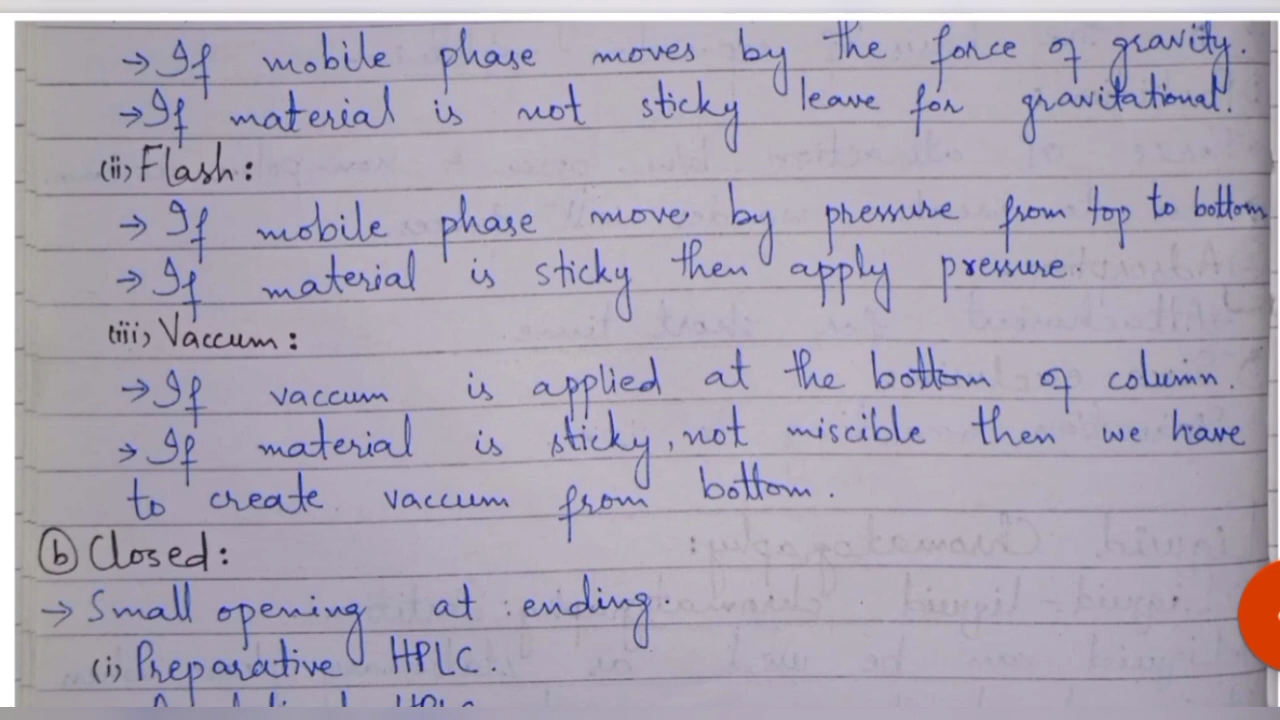 → If mobile phase moves by the force of gravity.
→ If material is not sticky leave for gravitational.
(ii) Flash:
→ If mobile phase move by pressure from top to bottom
→ If material is sticky then apply pressure.
(iii) Vaccum:
→ If vaccum is applied at the bottom of column.
→ If material is sticky, not miscible then we have
to create vaccum from bottom.
(b) Closed:
→ Small opening at ending.
(i) Preparative HPLC.
HPLC